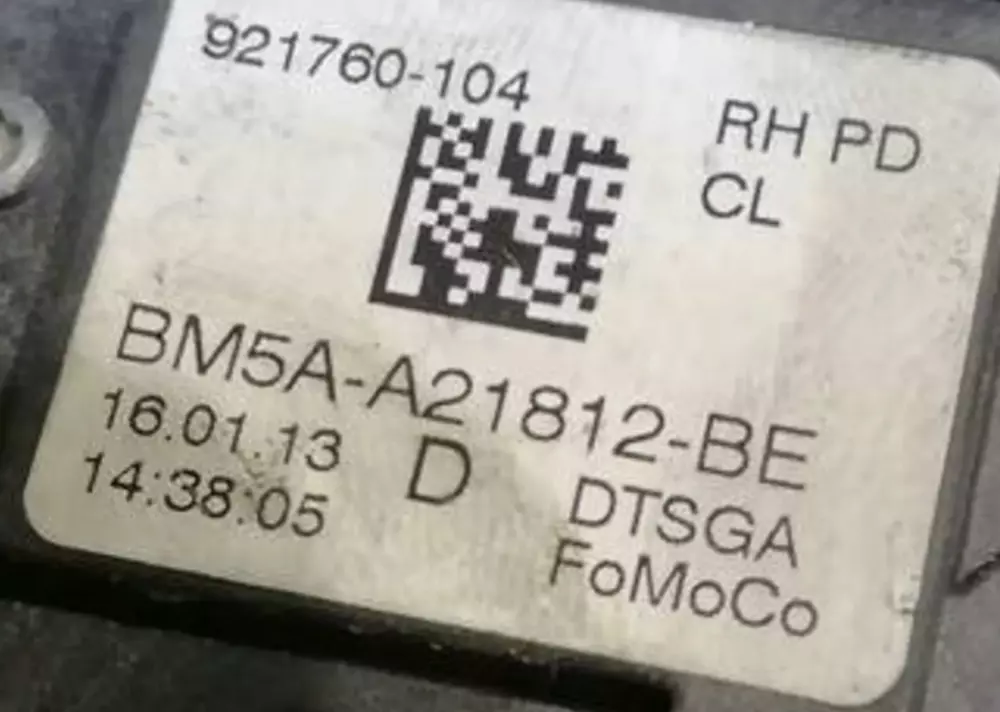 921760-104
RH PD
CL
BM5A-A21812-BE
16.01.13
14:38:05
D
DTSGA
FoMoCo